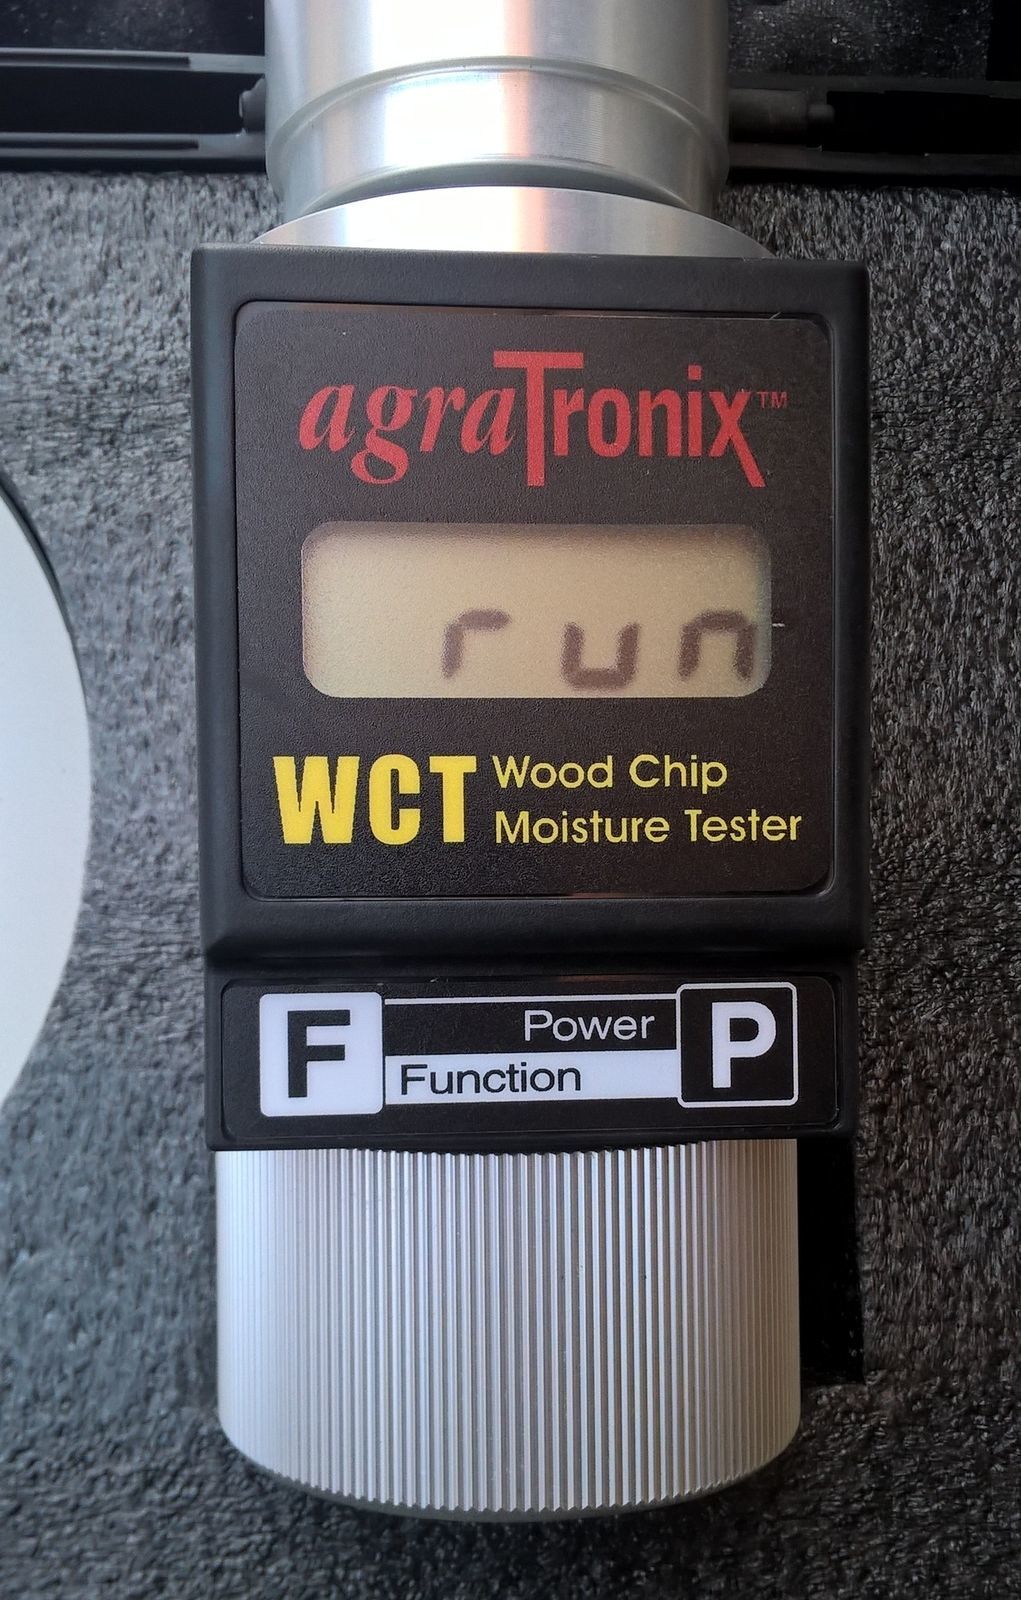 agraTronix™
run
WCT Wood Chip
Moisture Tester
F Power P
Function